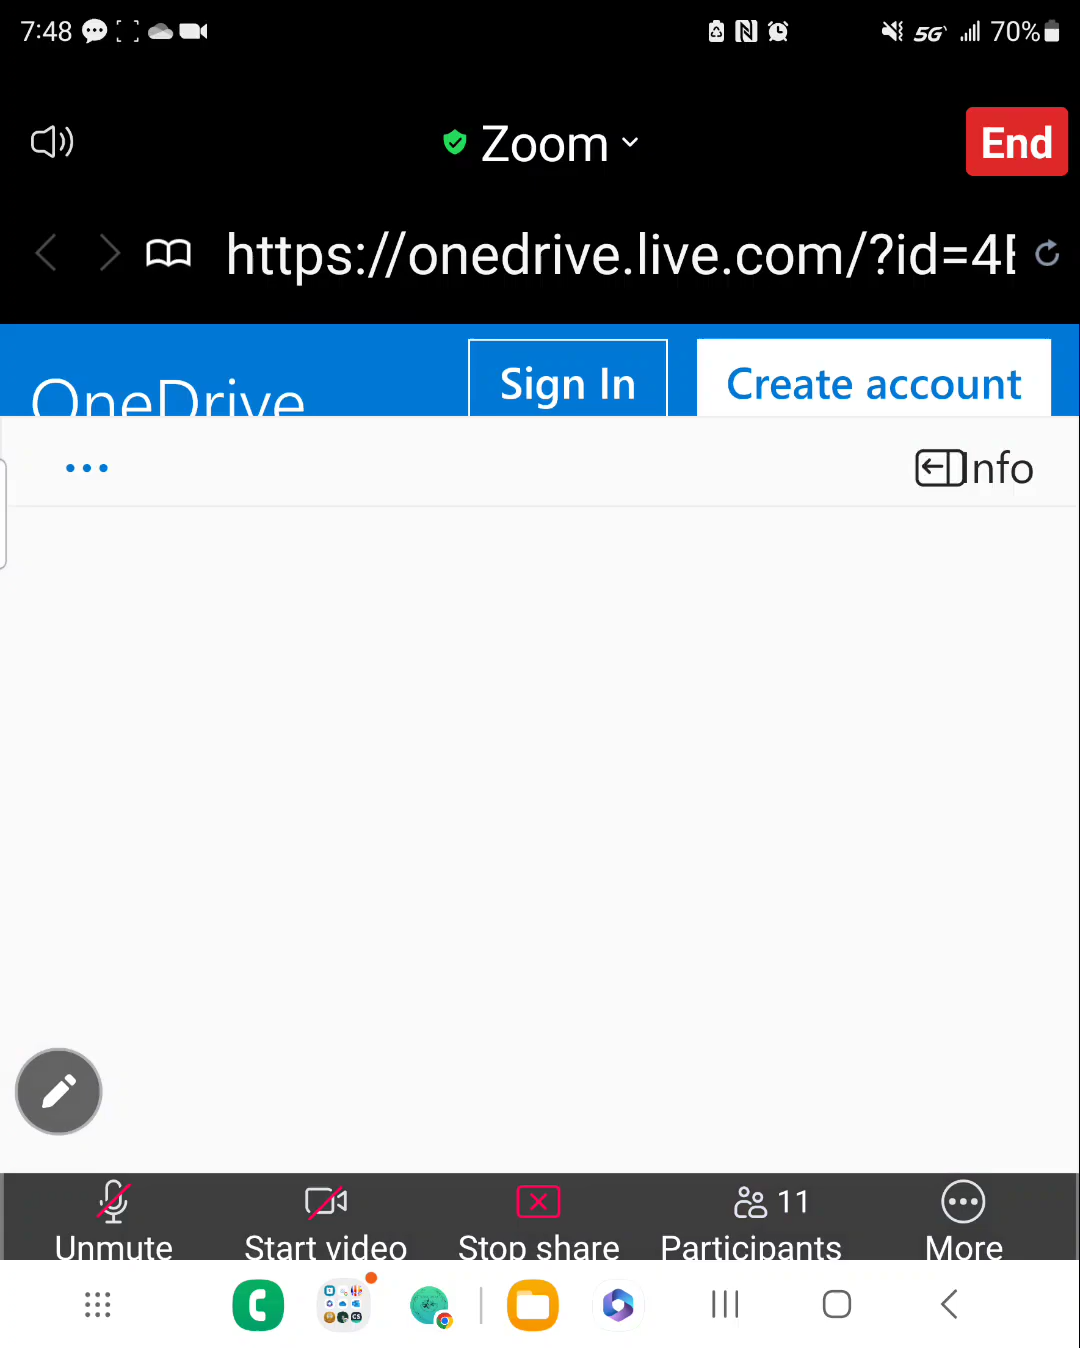 7:48 5G 70%
Zoom
End
https://onedrive.live.com/?id=4
OneDrive
Sign In
Create account
Info
11
Unmute
Start video
Stop share
Participants
More